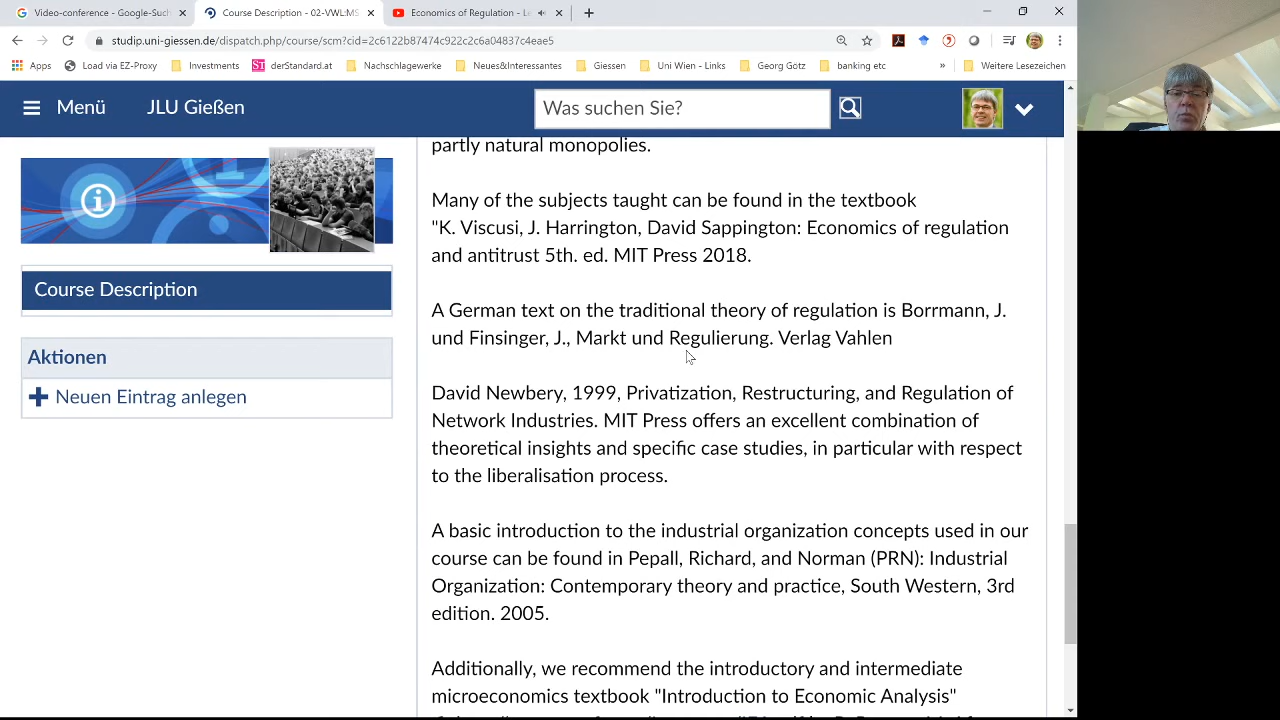 Video-conference - Google-Such
Course Description - 02-VWL:MS
Economics of Regulation - Le
studip.uni-giessen.de/dispatch.php/course/scm?cid=2c6122b87474c922c2c6a04837c4eae5
Apps
Load via EZ-Proxy
Investments
ST derStandard.at
Nachschlagewerke
Neues&Interessantes
Giessen
Uni Wien - Links
Georg Götz
banking etc
»
Weitere Lesezeichen
Menü
JLU Gießen
Was suchen Sie?
Course Description
Aktionen
Neuen Eintrag anlegen
partly natural monopolies.
Many of the subjects taught can be found in the textbook
"K. Viscusi, J. Harrington, David Sappington: Economics of regulation
and antitrust 5th. ed. MIT Press 2018.
A German text on the traditional theory of regulation is Borrmann, J.
und Finsinger, J., Markt und Regulierung. Verlag Vahlen
David Newbery, 1999, Privatization, Restructuring, and Regulation of
Network Industries. MIT Press offers an excellent combination of
theoretical insights and specific case studies, in particular with respect
to the liberalisation process.
A basic introduction to the industrial organization concepts used in our
course can be found in Pepall, Richard, and Norman (PRN): Industrial
Organization: Contemporary theory and practice, South Western, 3rd
edition. 2005.
Additionally, we recommend the introductory and intermediate
microeconomics textbook "Introduction to Economic Analysis"